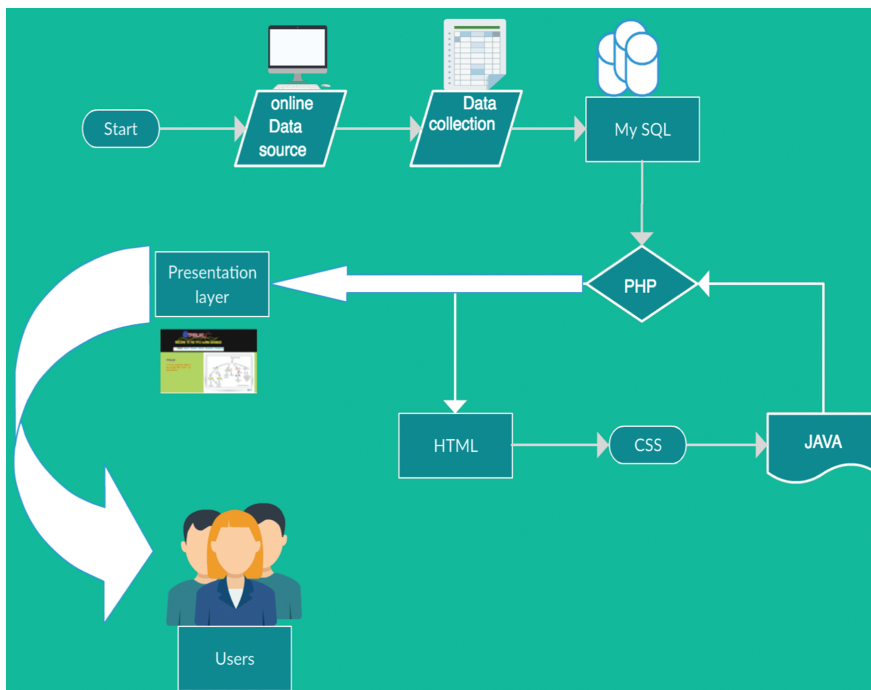 Start
online
Data
source
Data
collection
My SQL
Presentation
layer
PHP
HTML
CSS
JAVA
Users